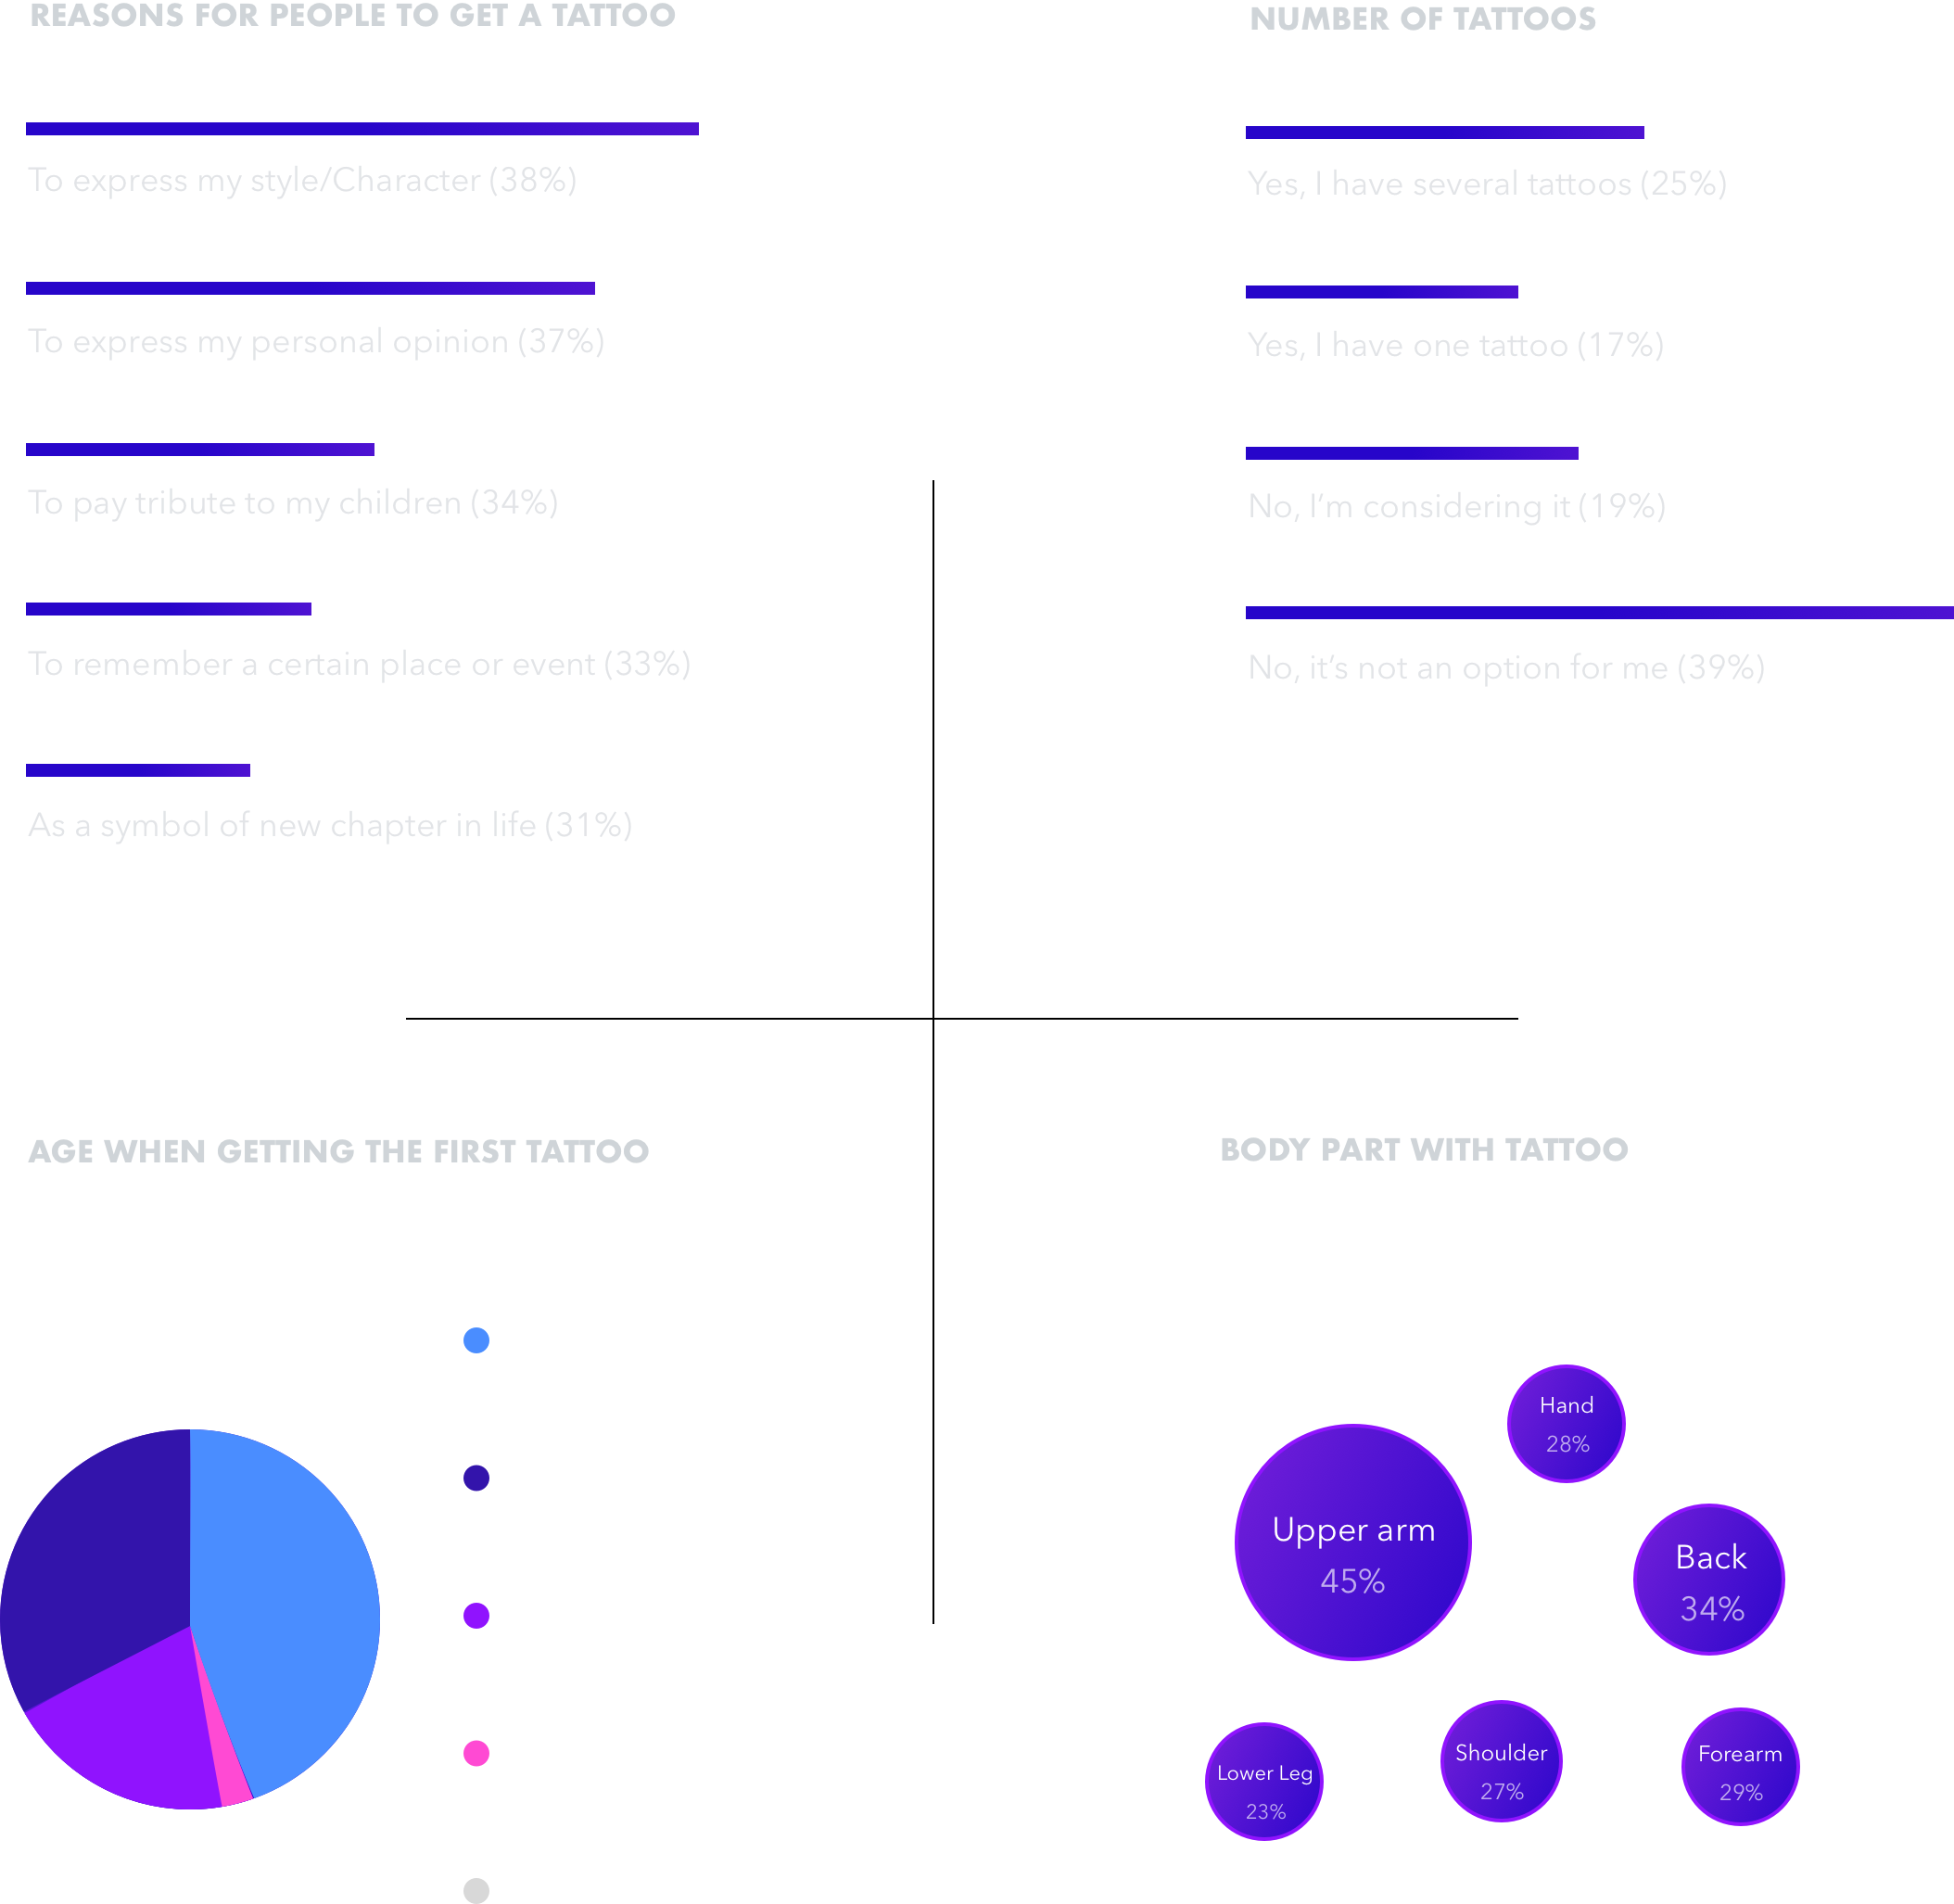 REASONS FOR PEOPLE TO GET A TATTOO
To express my style/Character (38%)
To express my personal opinion (37%)
To pay tribute to my children (34%)
To remember a certain place or event (33%)
As a symbol of new chapter in life (31%)
NUMBER OF TATTOOS
Yes, I have several tattoos (25%)
Yes, I have one tattoo (17%)
No, I’m considering it (19%)
No, it’s not an option for me (39%)
AGE WHEN GETTING THE FIRST TATTOO
BODY PART WITH TATTOO
Hand
28%
Upper arm
45%
Back
34%
Lower Leg
23%
Shoulder
27%
Forearm
29%